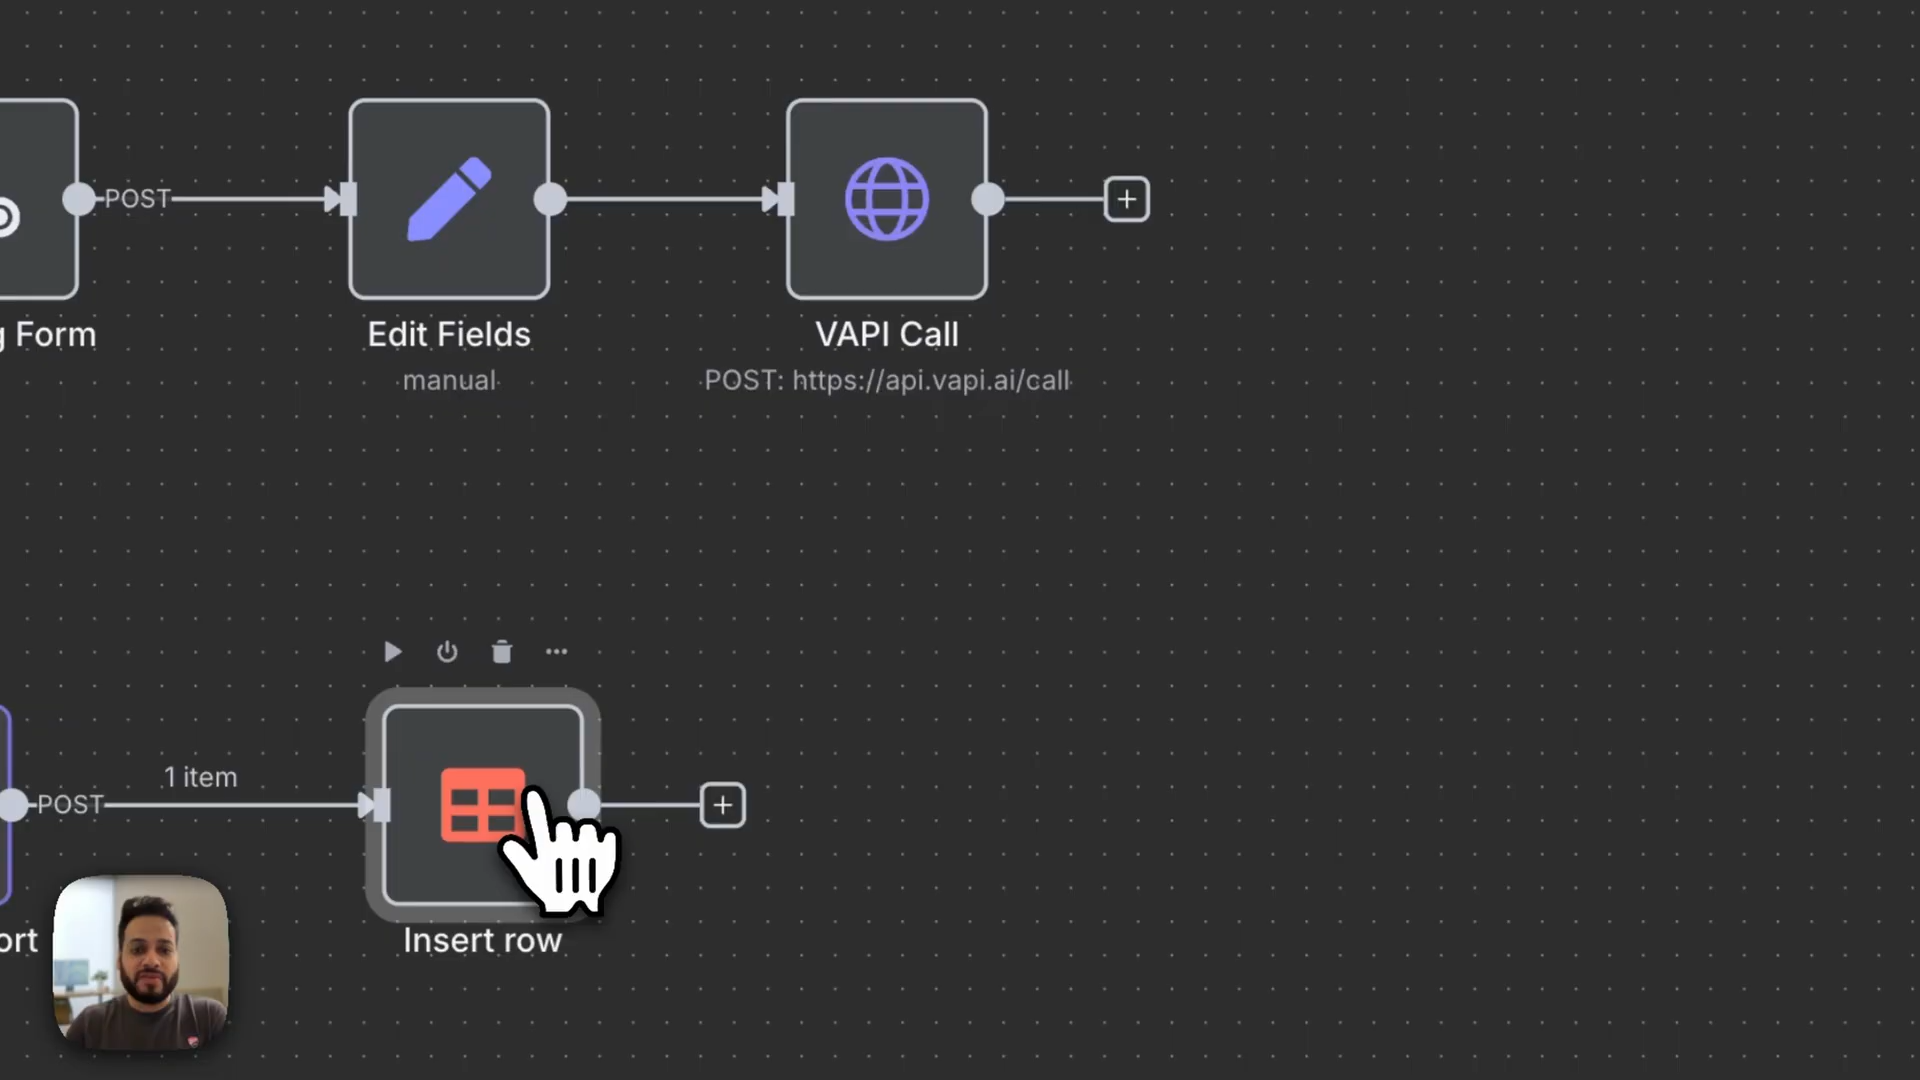 POST
g Form
Edit Fields
manual
VAPI Call
POST: https://api.vapi.ai/call
POST
1 item
ort
Insert row